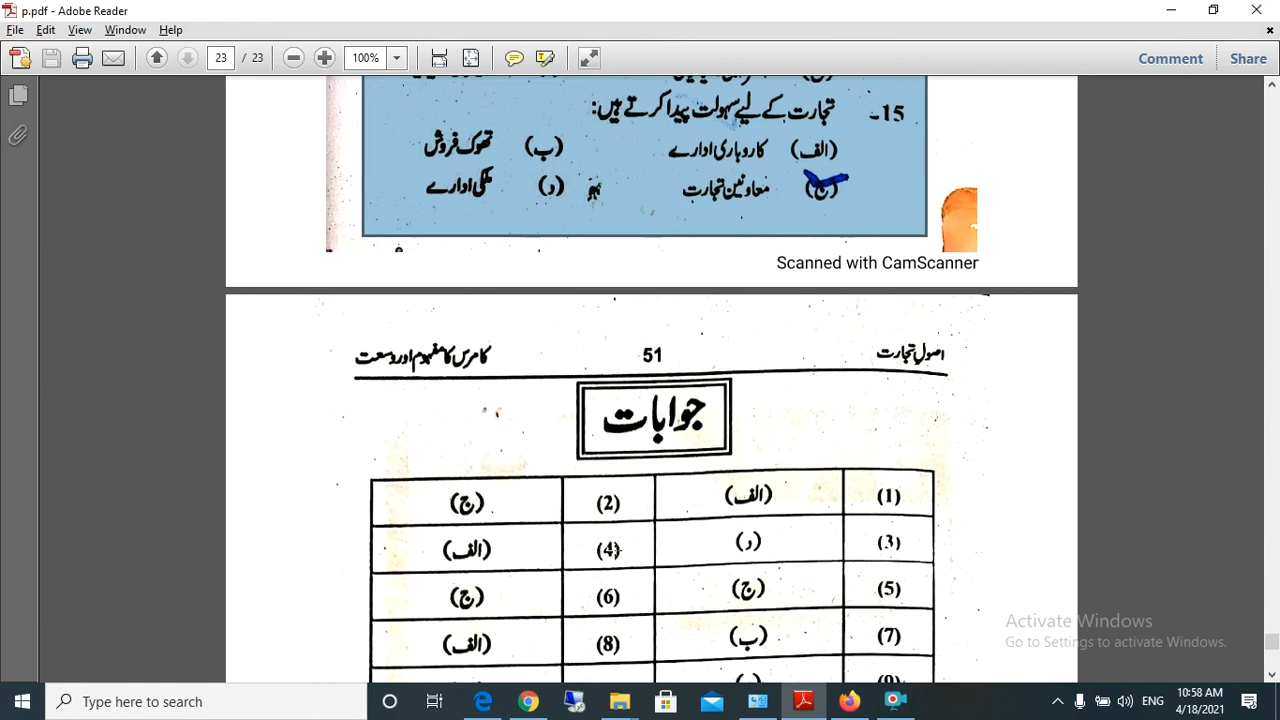 p.pdf - Adobe Reader
File Edit View Window Help
23 / 23 100% Comment Share
15- تجارت کے لیے سہولت پیدا کرتے ہیں:
(الف) کاروباری ادارے (ب) تھوک فروش
(ج) معاونین تجارت (د) ملکی ادارے
Scanned with CamScanner
اصول تجارت 51 کامرس کا مفہوم اور وسعت
جوابات
(1) (الف) (2) (ج)
(3) (د) (4) (الف)
(5) (ج) (6) (ج)
(7) (ب) (8) (الف)
(9)
Activate Windows
Go to Settings to activate Windows.
Type here to search
ENG
10:58 AM
4/18/2021